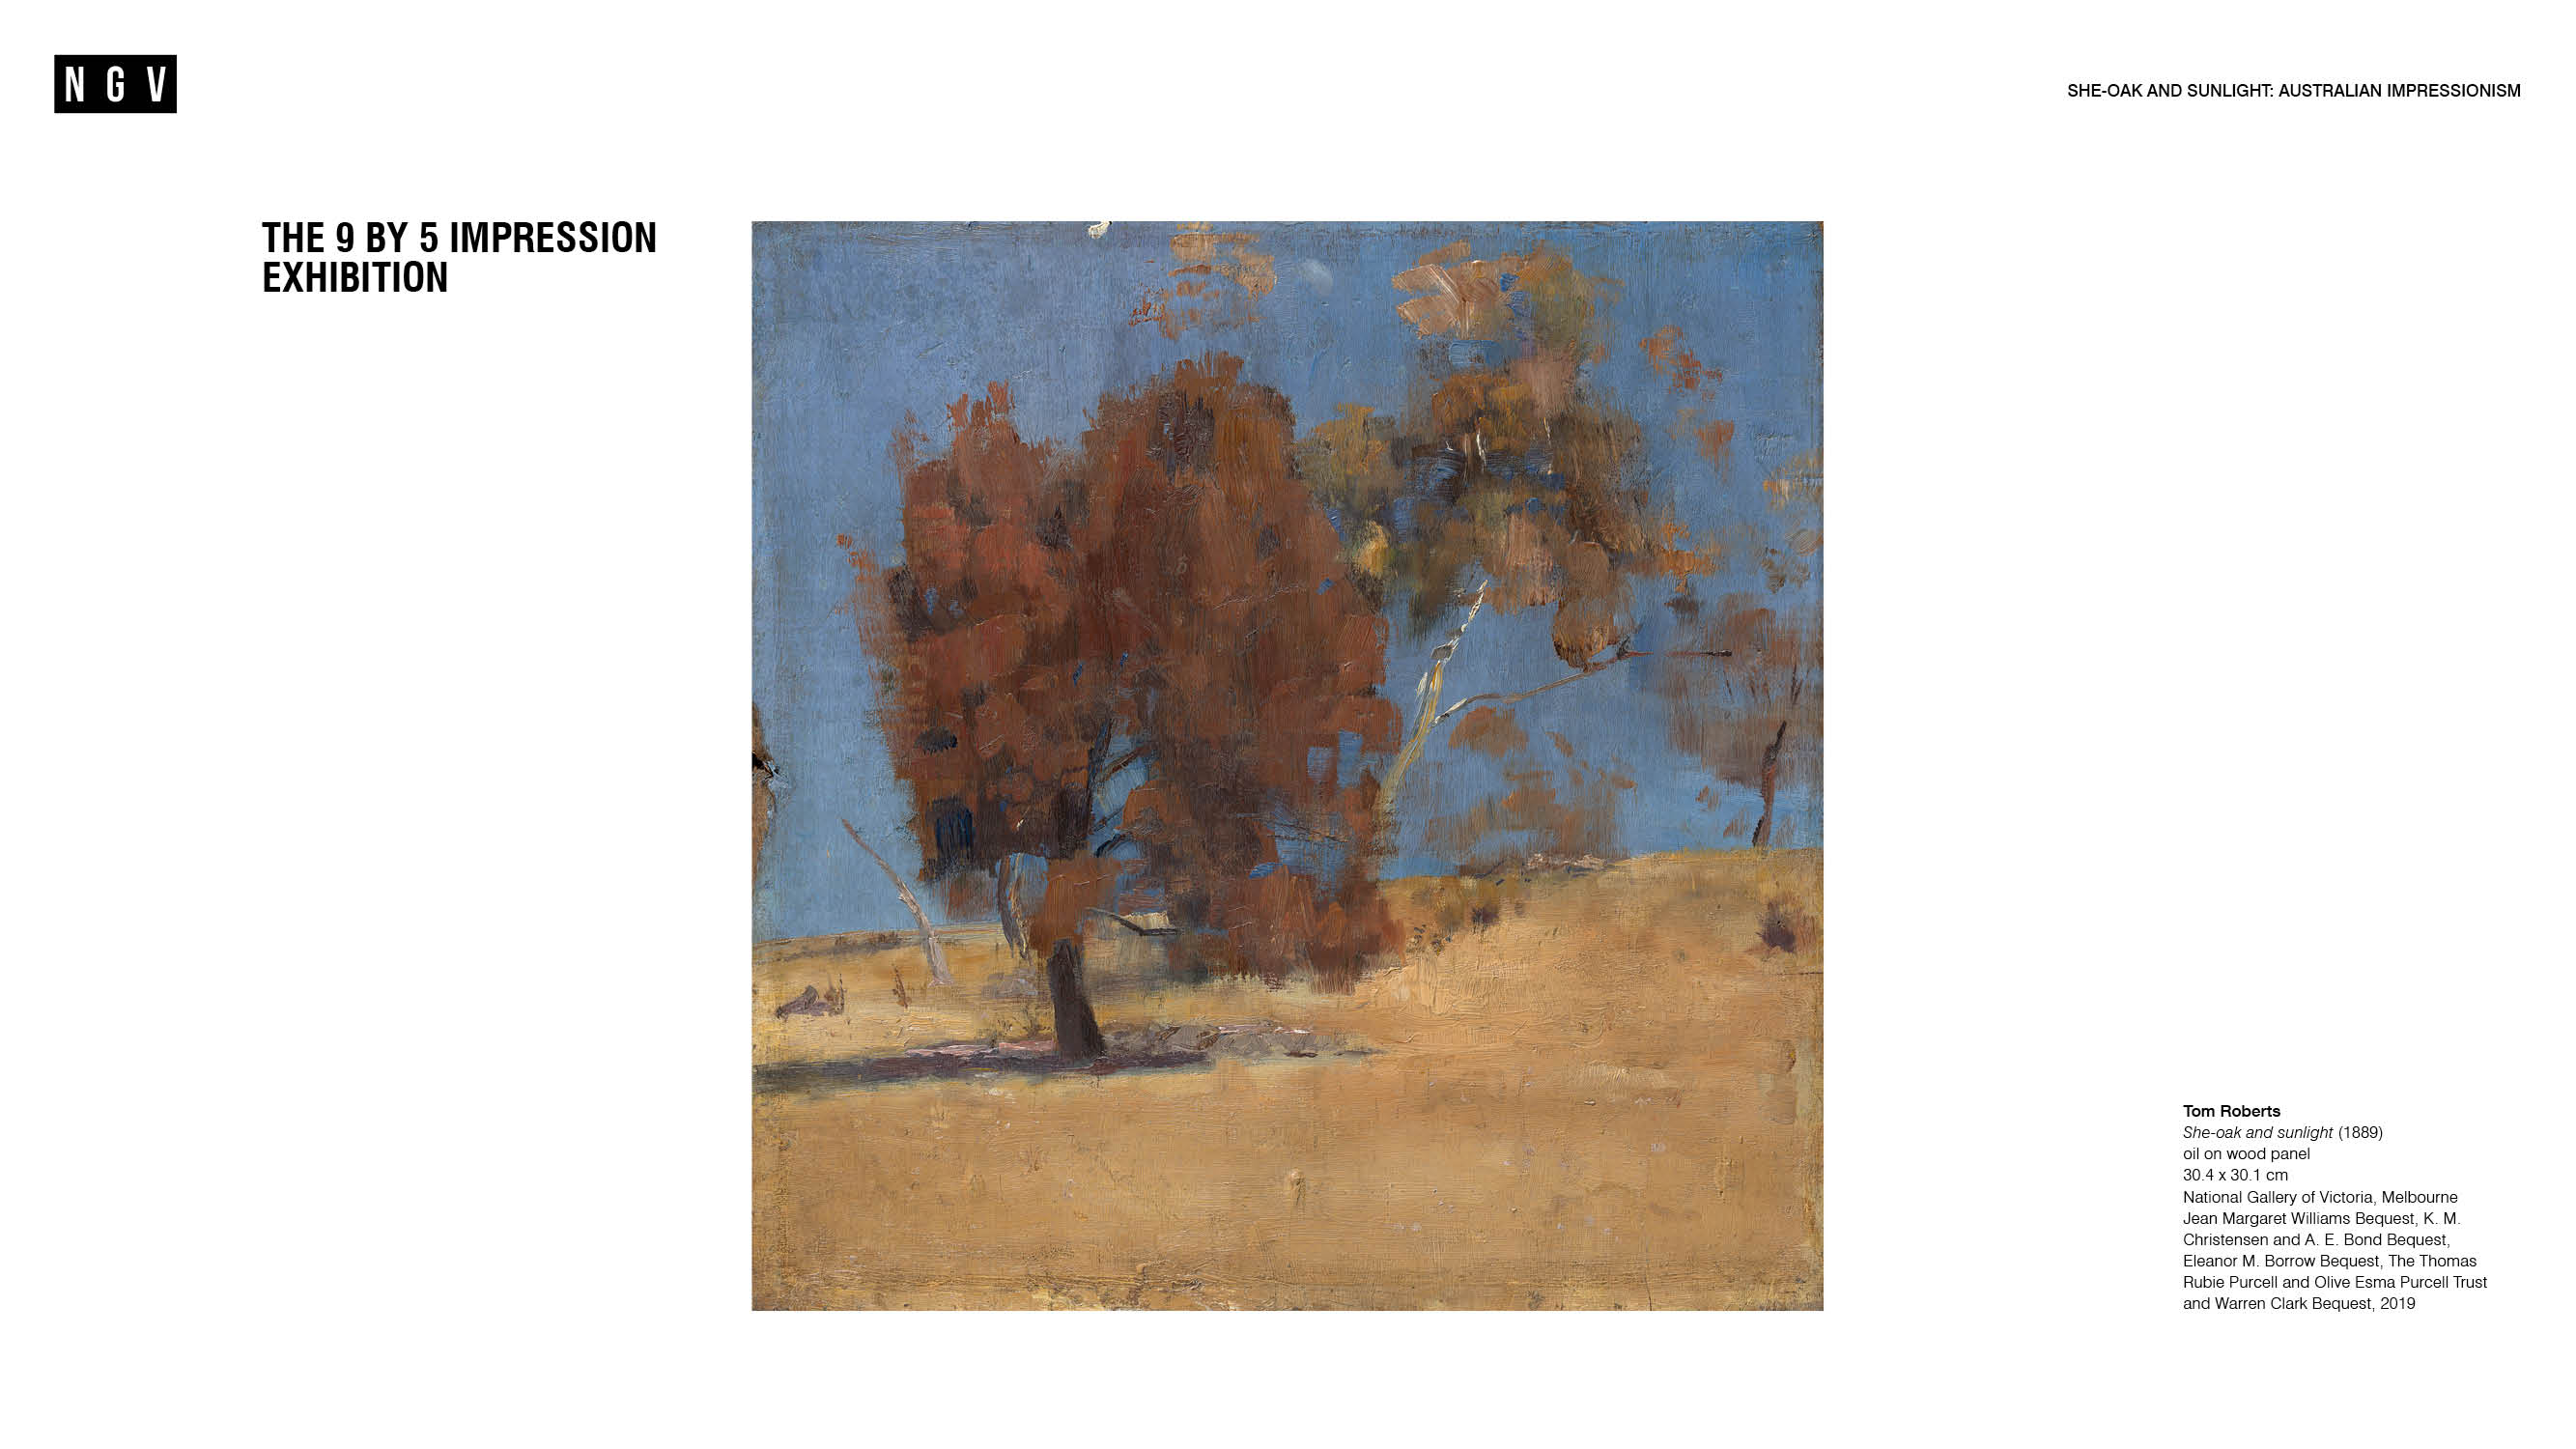 NGV
SHE-OAK AND SUNLIGHT: AUSTRALIAN IMPRESSIONISM
THE 9 BY 5 IMPRESSION
EXHIBITION
Tom Roberts
She-oak and sunlight (1889)
oil on wood panel
30.4 x 30.1 cm
National Gallery of Victoria, Melbourne
Jean Margaret Williams Bequest, K. M.
Christensen and A. E. Bond Bequest,
Eleanor M. Borrow Bequest, The Thomas
Rubie Purcell and Olive Esma Purcell Trust
and Warren Clark Bequest, 2019